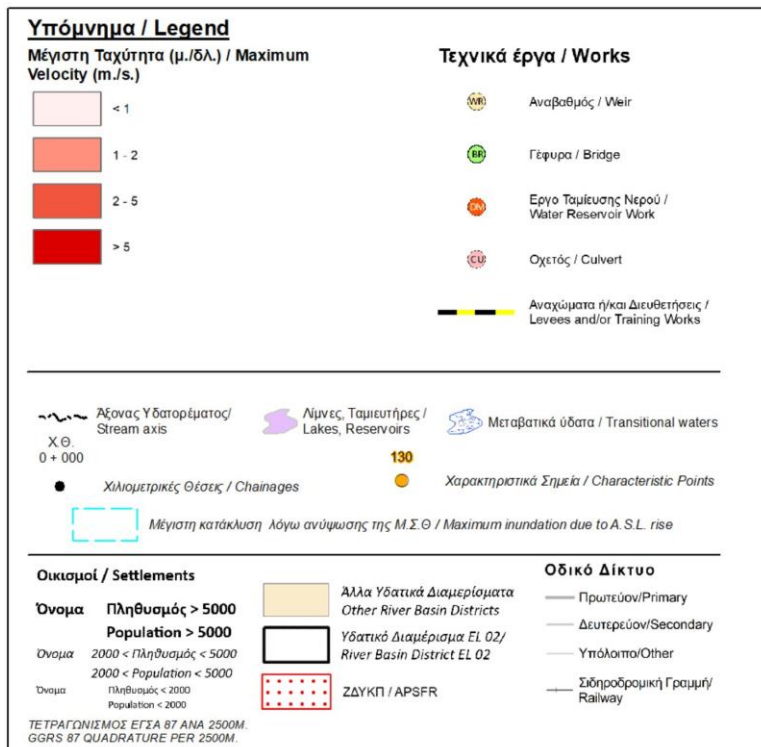 Υπόμνημα / Legend
Μέγιστη Ταχύτητα (μ./δλ.) / Maximum
Velocity (m./s.)
< 1
1 - 2
2 - 5
> 5
Τεχνικά έργα / Works
WR
Αναβαθμός / Weir
BR
Γέφυρα / Bridge
DM
Εργο Ταμίευσης Νερού /
Water Reservoir Work
CU
Οχετός / Culvert
Αναχώματα ή/και Διευθετήσεις /
Levees and/or Training Works
Άξονας Υδατορέματος/
Stream axis
Λίμνες, Ταμιευτήρες /
Lakes, Reservoirs
Μεταβατικά ύδατα / Transitional waters
Χ.Θ.
0 + 000
Χιλιομετρικές Θέσεις / Chainages
130
Χαρακτηριστικά Σημεία / Characteristic Points
Μέγιστη κατάκλυση λόγω ανύψωσης της Μ.Σ.Θ / Maximum inundation due to A.S.L. rise
Οικισμοί / Settlements
Όνομα Πληθυσμός > 5000
Population > 5000
Όνομα 2000 < Πληθυσμός < 5000
2000 < Population < 5000
Όνομα Πληθυσμός < 2000
Population < 2000
ΤΕΤΡΑΓΩΝΙΣΜΟΣ ΕΓΣΑ 87 ΑΝΑ 2500Μ.
GGRS 87 QUADRATURE PER 2500M.
Άλλα Υδατικά Διαμερίσματα
Other River Basin Districts
Υδατικό Διαμέρισμα EL 02/
River Basin District EL 02
ΖΔΥΚΠ / APSFR
Οδικό Δίκτυο
Πρωτεύον/Primary
Δευτερεύον/Secondary
Υπόλοιπο/Other
Σιδηροδρομική Γραμμή/
Railway